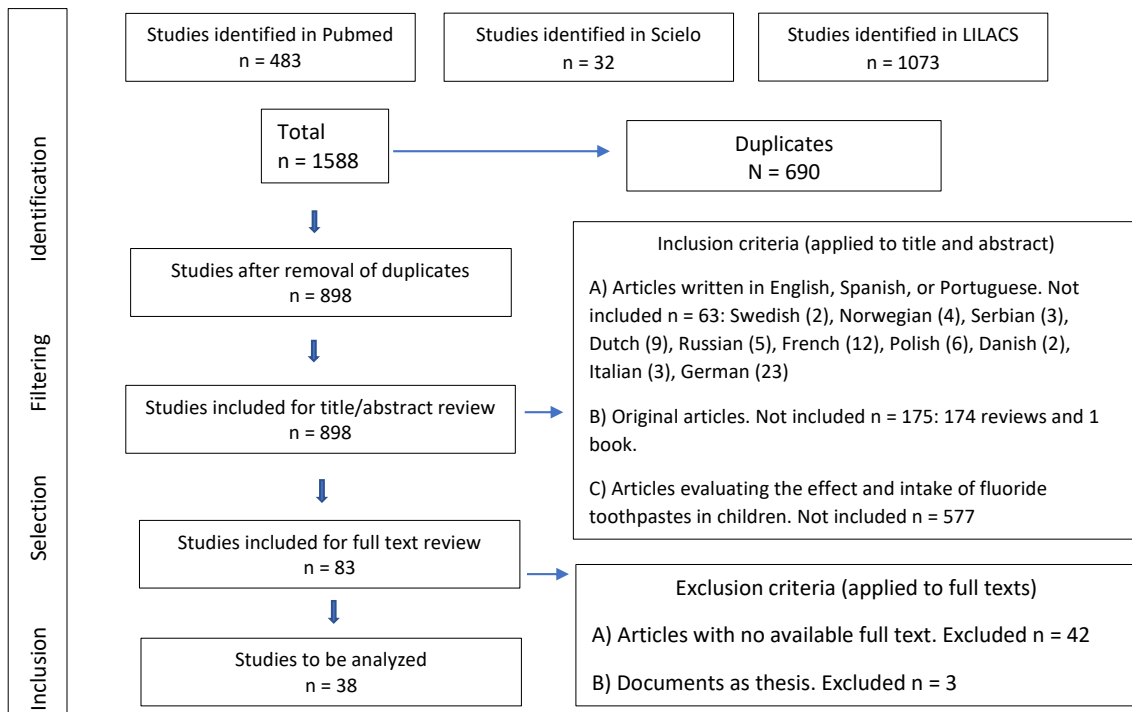 Studies identified in Pubmed
n = 483
Studies identified in Scielo
n = 32
Studies identified in LILACS
n = 1073
Identification
Total
n = 1588
Duplicates
N = 690
Studies after removal of duplicates
n = 898
Filtering
Studies included for title/abstract review
n = 898
Inclusion criteria (applied to title and abstract)
A) Articles written in English, Spanish, or Portuguese. Not
included n = 63: Swedish (2), Norwegian (4), Serbian (3),
Dutch (9), Russian (5), French (12), Polish (6), Danish (2),
Italian (3), German (23)
B) Original articles. Not included n = 175: 174 reviews and 1
book.
C) Articles evaluating the effect and intake of fluoride
toothpastes in children. Not included n = 577
Selection
Studies included for full text review
n = 83
Exclusion criteria (applied to full texts)
A) Articles with no available full text. Excluded n = 42
B) Documents as thesis. Excluded n = 3
Inclusion
Studies to be analyzed
n = 38